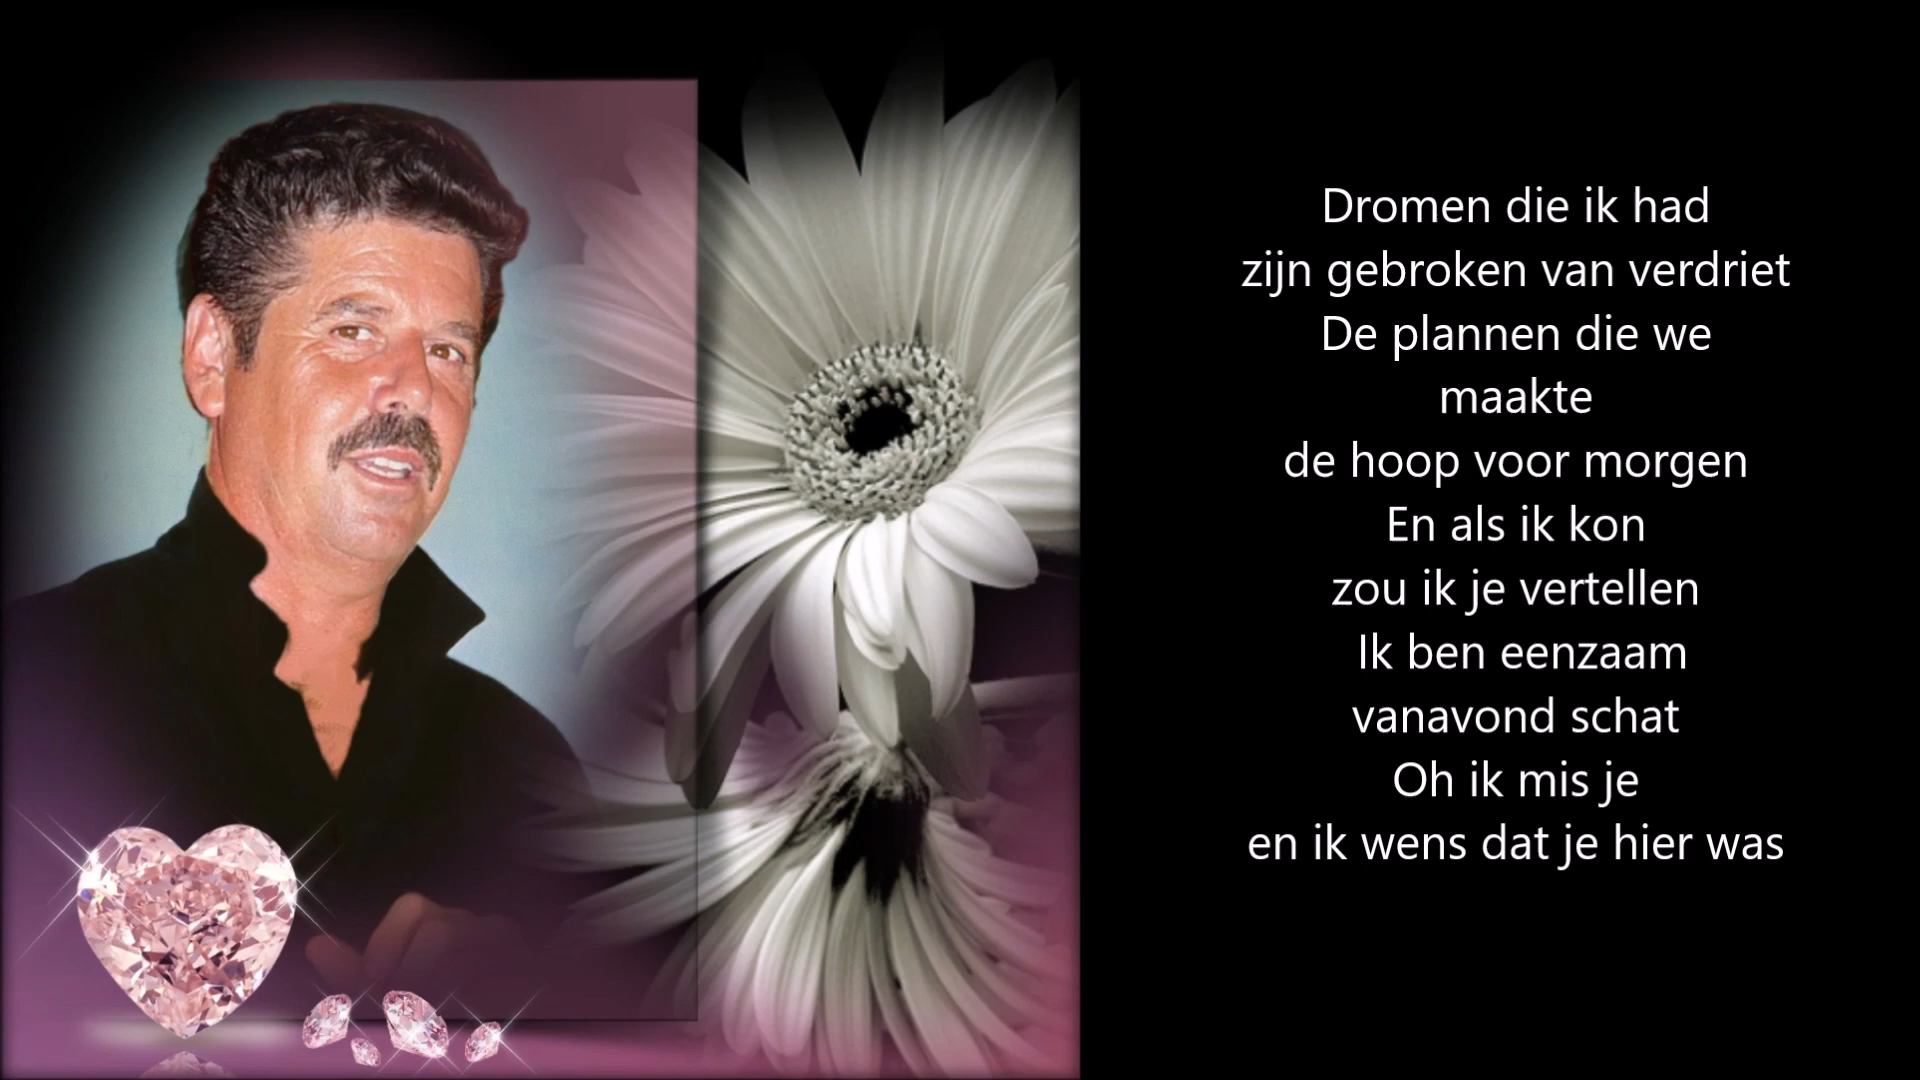 Dromen die ik had
zijn gebroken van verdriet
De plannen die we
maakte
de hoop voor morgen
En als ik kon
zou ik je vertellen
Ik ben eenzaam
vanavond schat
Oh ik mis je
en ik wens dat je hier was